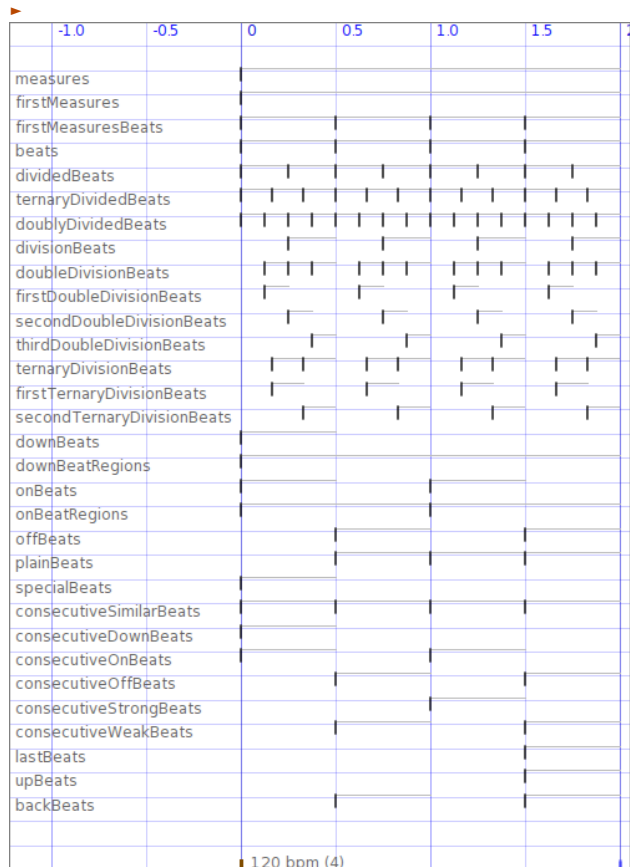 -1.0 -0.5 0 0.5 1.0 1.5
measures
firstMeasures
firstMeasuresBeats
beats
dividedBeats
ternaryDividedBeats
doublyDividedBeats
divisionBeats
doubleDivisionBeats
firstDoubleDivisionBeats
secondDoubleDivisionBeats
thirdDoubleDivisionBeats
ternaryDivisionBeats
firstTernaryDivisionBeats
secondTernaryDivisionBeats
downBeats
downBeatRegions
onBeats
onBeatRegions
offBeats
plainBeats
specialBeats
consecutiveSimilarBeats
consecutiveDownBeats
consecutiveOnBeats
consecutiveOffBeats
consecutiveStrongBeats
consecutiveWeakBeats
lastBeats
upBeats
backBeats
120 bpm (4)